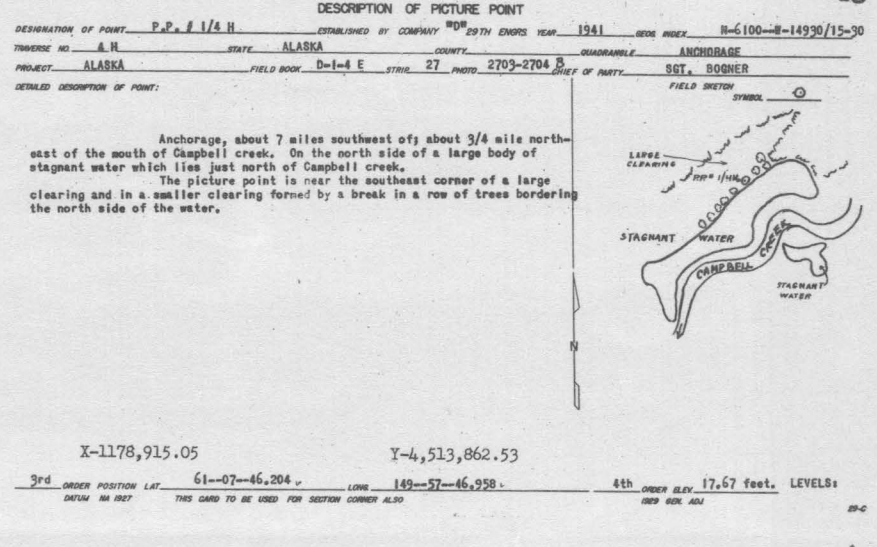 DESCRIPTION OF PICTURE POINT
DESIGNATION OF POINT P.P. # 1/4 H ESTABLISHED BY COMPANY "D" 29TH ENGRS YEAR 1941 GEOG INDEX N-6100-W-14930/15-30
TRAVERSE NO. 4 H STATE ALASKA COUNTY QUADRANGLE ANCHORAGE
PROJECT ALASKA FIELD BOOK D-1-4 E STRIP 27 PHOTO 2703-2704 B CHIEF OF PARTY SGT. BOGNER
DETAILED DESCRIPTION OF POINT:
FIELD SKETCH
SYMBOL
Anchorage, about 7 miles southwest of; about 3/4 mile north-
east of the mouth of Campbell creek. On the north side of a large body of
stagnant water which lies just north of Campbell creek.
The picture point is near the southeast corner of a large
clearing and in a smaller clearing formed by a break in a row of trees bordering
the north side of the water.
LARGE
CLEARING
P.P.# 1/4H
STAGNANT WATER
CAMPBELL CREEK
STAGNANT
WATER
N
X-1178,915.05 Y-4,513,862.53
3rd ORDER POSITION LAT. 61--07--46.204 LONG. 149--57--46.958 4th ORDER ELEV. 17.67 feet. LEVELS:
DATUM NA 1927 THIS CARD TO BE USED FOR SECTION CORNER ALSO 1929 GEN. ADJ
29-C